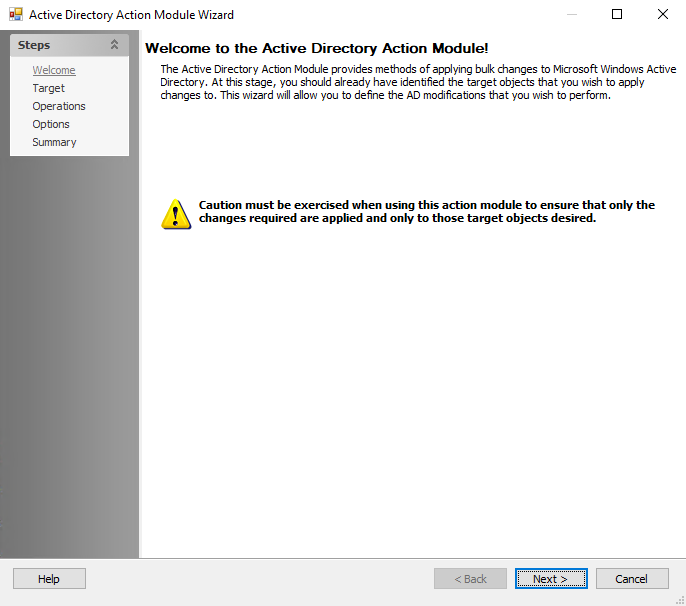 Active Directory Action Module Wizard
Steps
Welcome
Target
Operations
Options
Summary
Welcome to the Active Directory Action Module!
The Active Directory Action Module provides methods of applying bulk changes to Microsoft Windows Active
Directory. At this stage, you should already have identified the target objects that you wish to apply
changes to. This wizard will allow you to define the AD modifications that you wish to perform.
Caution must be exercised when using this action module to ensure that only the
changes required are applied and only to those target objects desired.
Help
< Back
Next >
Cancel